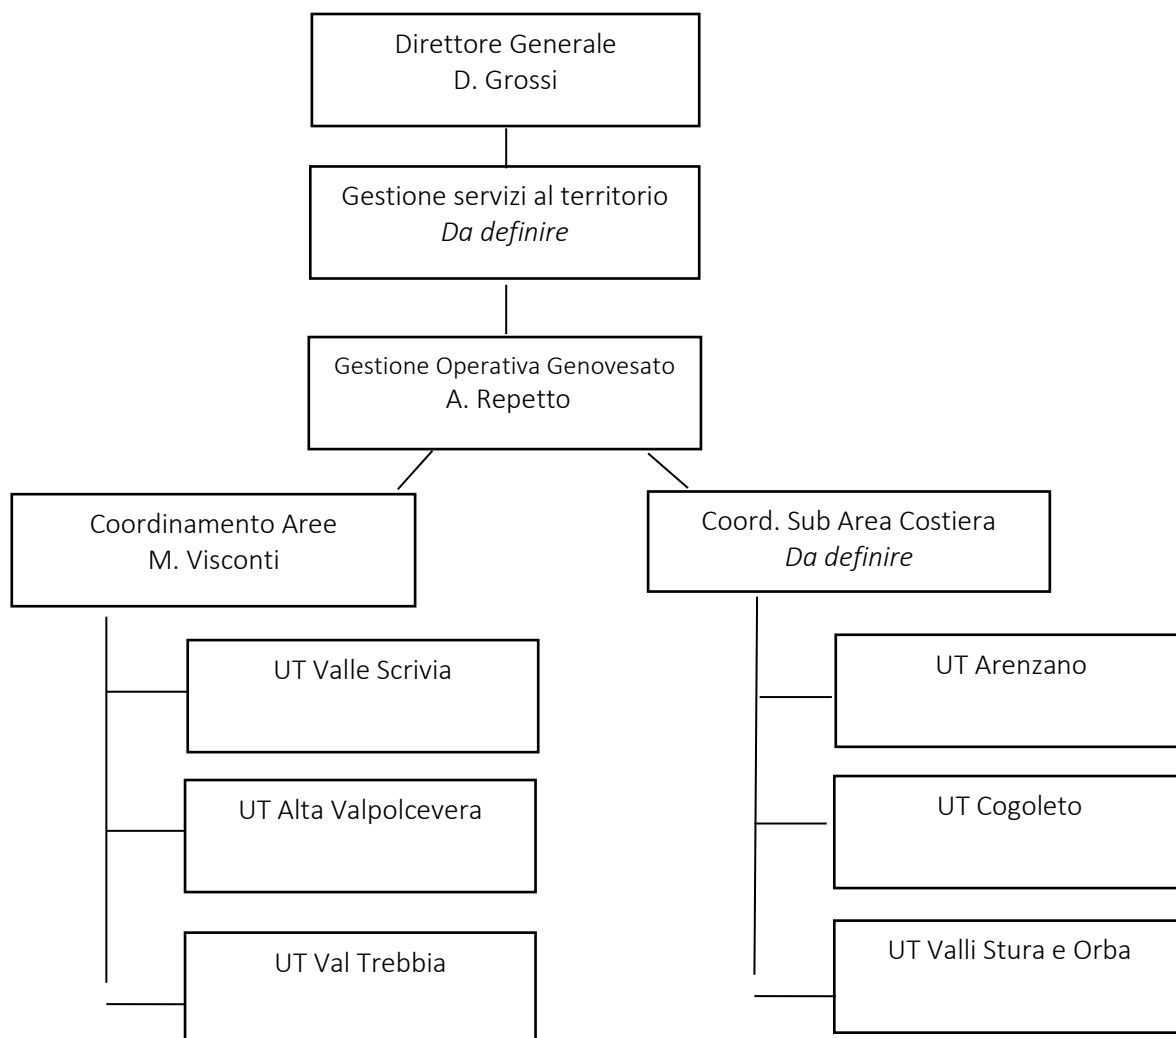 Direttore Generale
D. Grossi
Gestione servizi al territorio
Da definire
Gestione Operativa Genovesato
A. Repetto
Coordinamento Aree
M. Visconti
Coord. Sub Area Costiera
Da definire
UT Valle Scrivia
UT Alta Valpolcevera
UT Val Trebbia
UT Arenzano
UT Cogoleto
UT Valli Stura e Orba